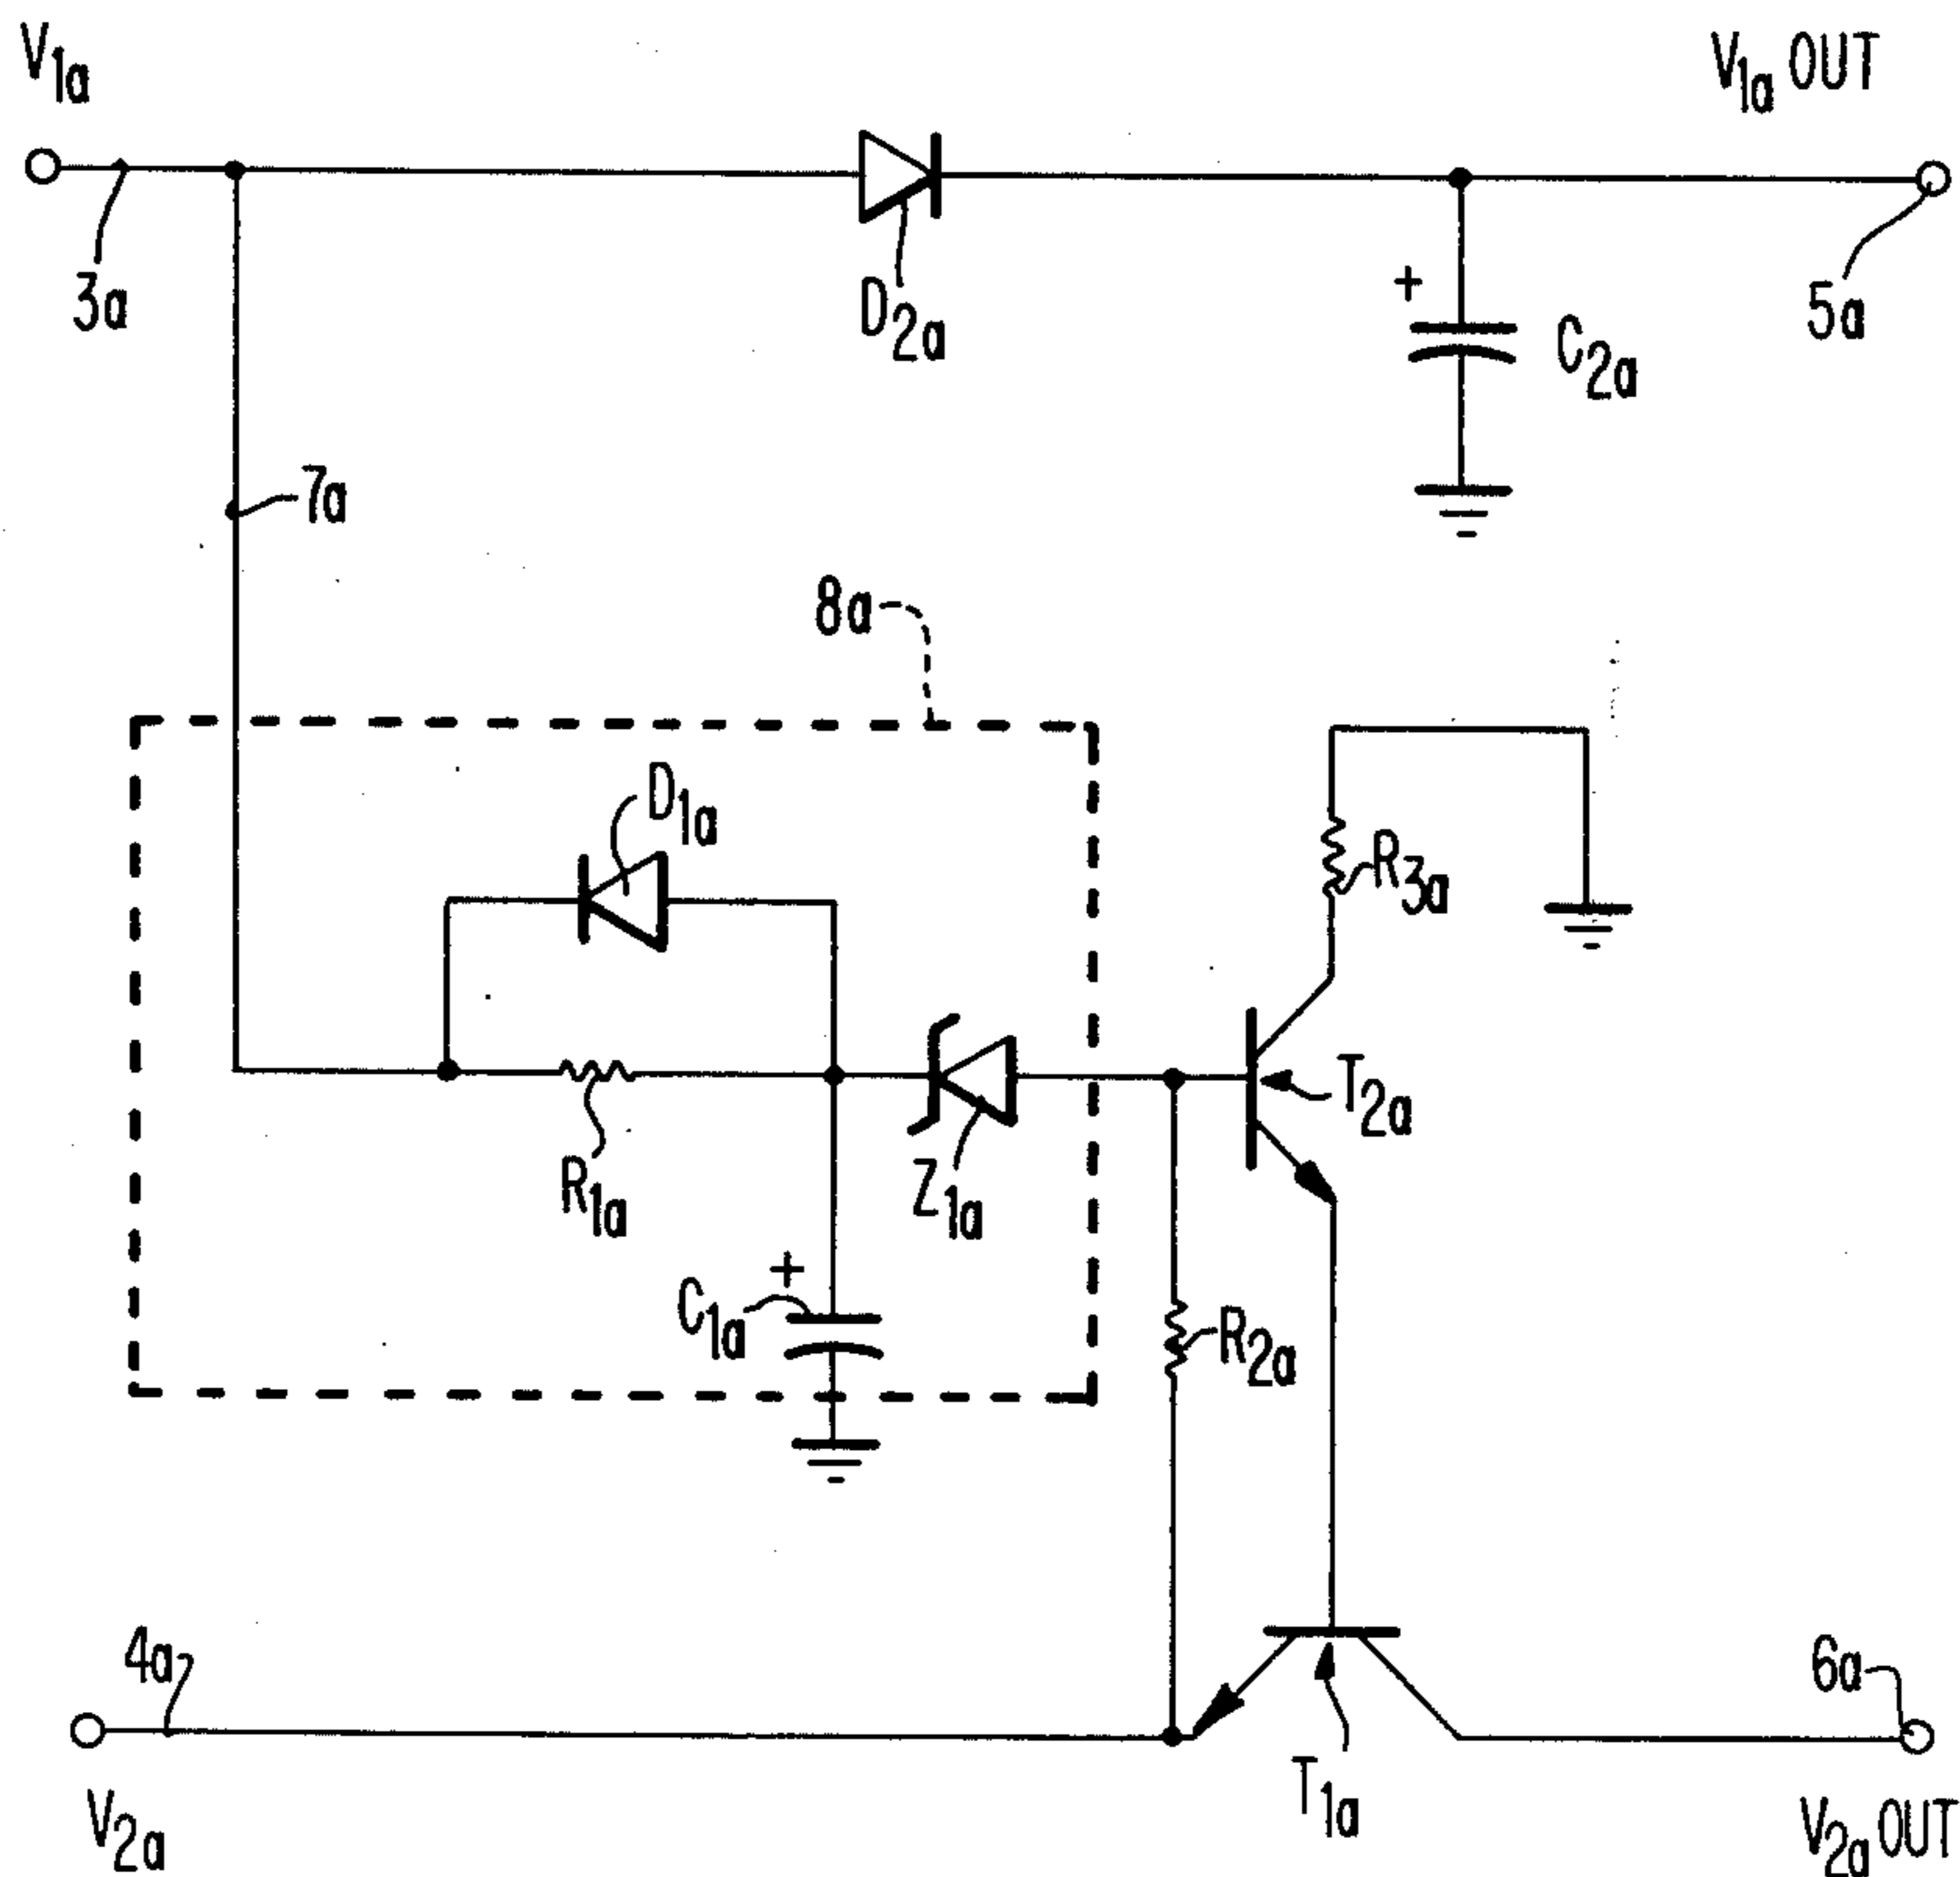 V1a
V1a OUT
3a
D2a
+
C2a
5a
7a
8a
D1a
R3a
T2a
R1a
Z1a
+
C1a
R2a
4a
6a
T1a
V2a
V2a OUT